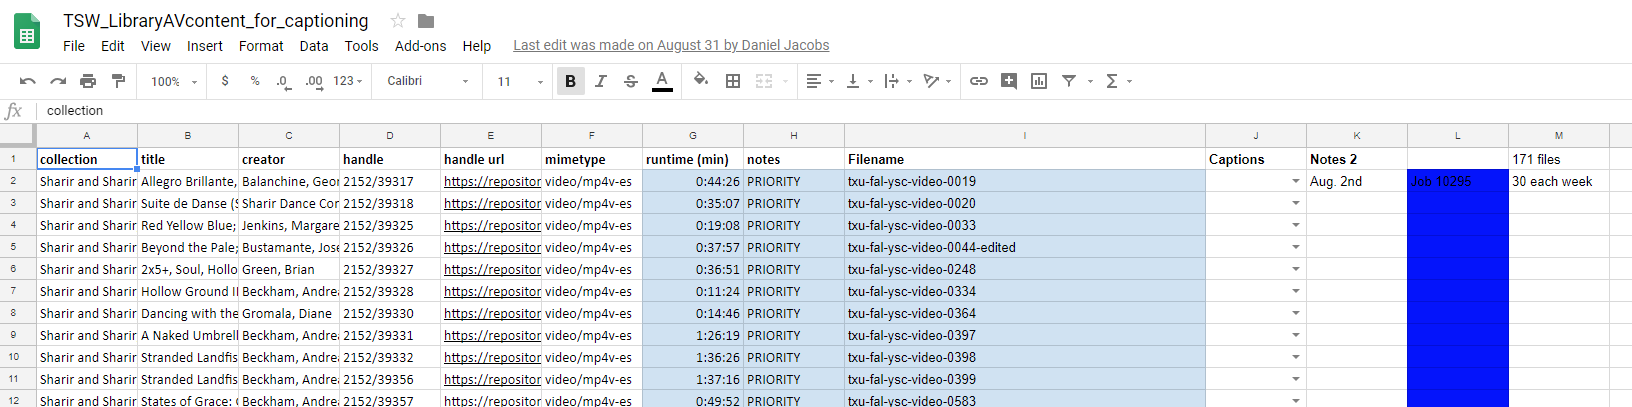 TSW_LibraryAVcontent_for_captioning
File Edit View Insert Format Data Tools Add-ons Help Last edit was made on August 31 by Daniel Jacobs
100% $ % .0 .00 123 Calibri 11 B I S A
fx collection
A B C D E F G H I J K L M
1 collection title creator handle handle url mimetype runtime (min) notes Filename Captions Notes 2 171 files
2 Sharir and Sharir Allegro Brillante, Balanchine, Geor 2152/39317 https://repositor video/mp4v-es 0:44:26 PRIORITY txu-fal-ysc-video-0019 Aug. 2nd Job 10295 30 each week
3 Sharir and Sharir Suite de Danse (S Sharir Dance Cor 2152/39318 https://repositor video/mp4v-es 0:35:07 PRIORITY txu-fal-ysc-video-0020
4 Sharir and Sharir Red Yellow Blue; Jenkins, Margare 2152/39325 https://repositor video/mp4v-es 0:19:08 PRIORITY txu-fal-ysc-video-0033
5 Sharir and Sharir Beyond the Pale; Bustamante, Jose 2152/39326 https://repositor video/mp4v-es 0:37:57 PRIORITY txu-fal-ysc-video-0044-edited
6 Sharir and Sharir 2x5+, Soul, Hollo Green, Brian 2152/39327 https://repositor video/mp4v-es 0:36:51 PRIORITY txu-fal-ysc-video-0248
7 Sharir and Sharir Hollow Ground II Beckham, Andre 2152/39328 https://repositor video/mp4v-es 0:11:24 PRIORITY txu-fal-ysc-video-0334
8 Sharir and Sharir Dancing with the Gromala, Diane 2152/39330 https://repositor video/mp4v-es 0:14:46 PRIORITY txu-fal-ysc-video-0364
9 Sharir and Sharir A Naked Umbrell Beckham, Andre 2152/39331 https://repositor video/mp4v-es 1:26:19 PRIORITY txu-fal-ysc-video-0397
10 Sharir and Sharir Stranded Landfis Beckham, Andre 2152/39332 https://repositor video/mp4v-es 1:36:26 PRIORITY txu-fal-ysc-video-0398
11 Sharir and Sharir Stranded Landfis Beckham, Andre 2152/39356 https://repositor video/mp4v-es 1:37:16 PRIORITY txu-fal-ysc-video-0399
12 Sharir and Sharir States of Grace: Beckham, Andre 2152/39357 https://repositor video/mp4v-es 0:49:52 PRIORITY txu-fal-ysc-video-0583